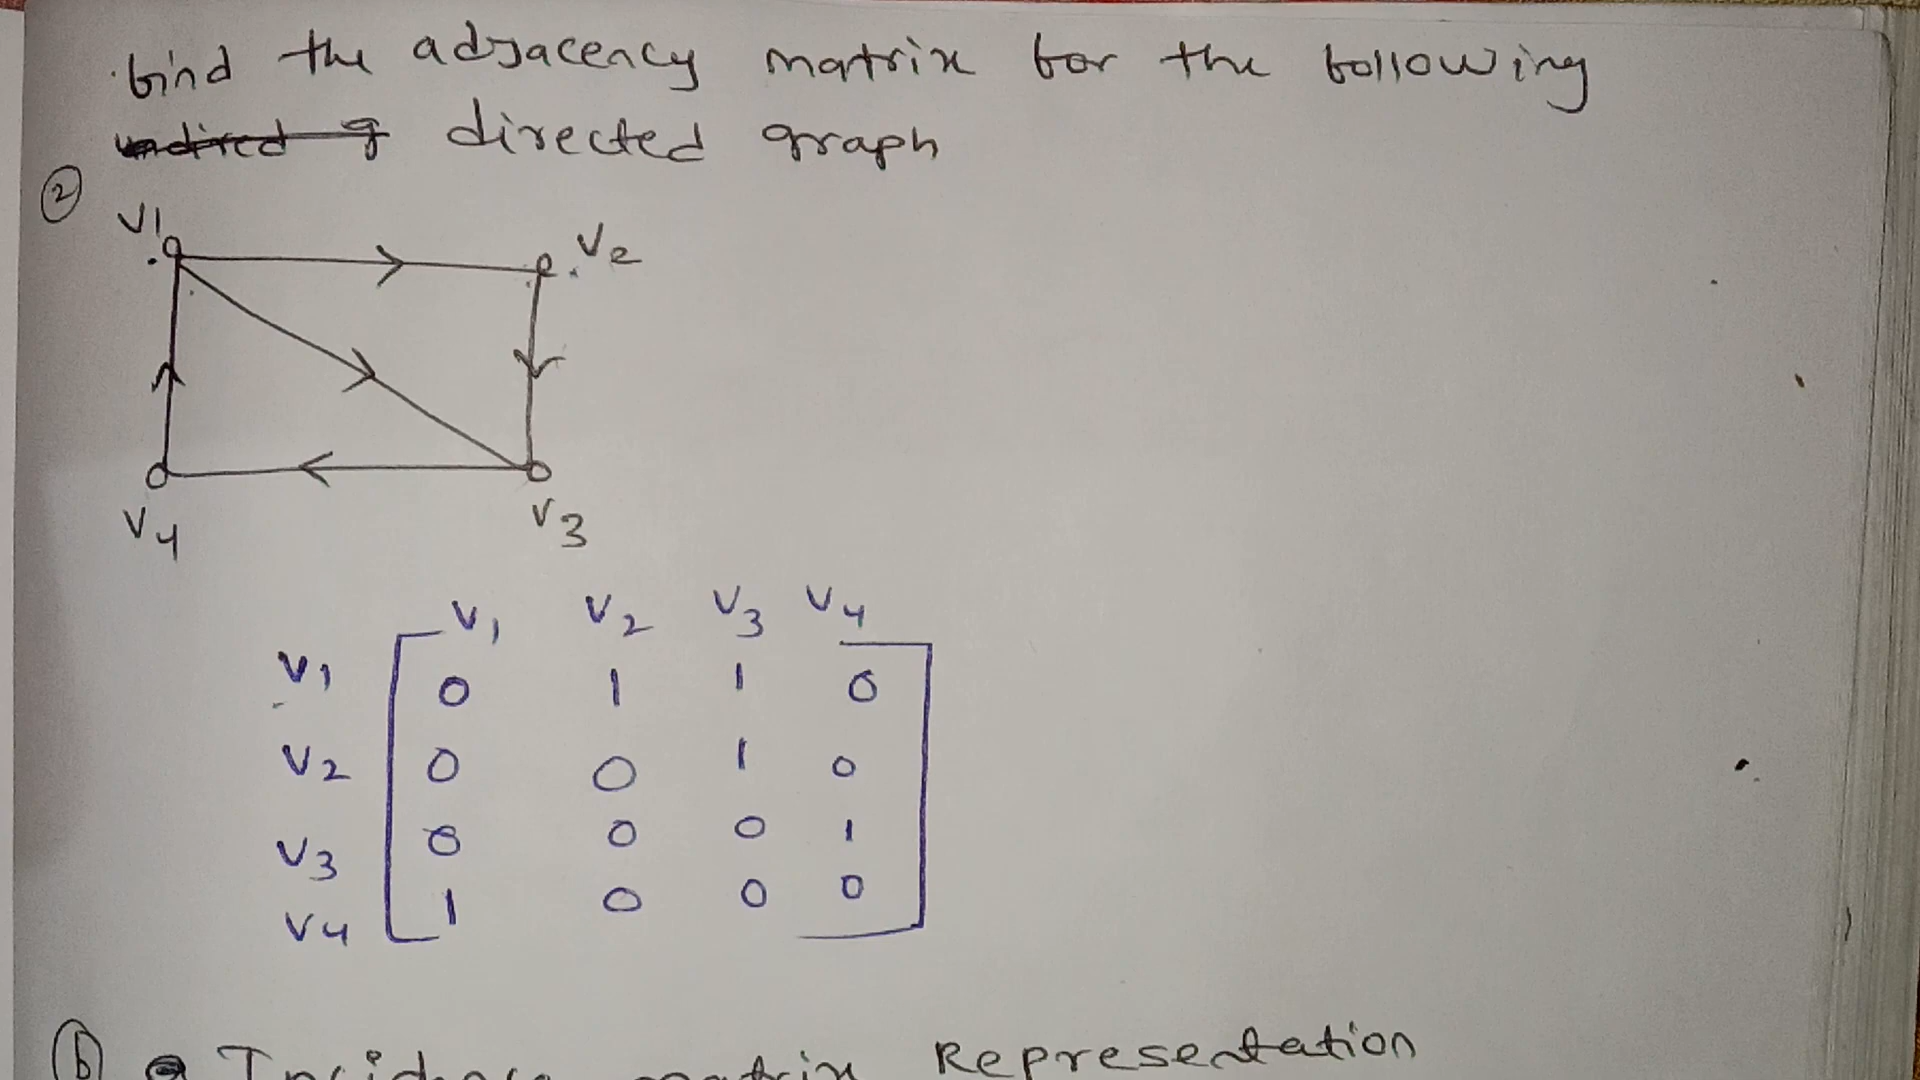 find the adjacency matrix for the following
directed graph
②
V1
V2
V4
V3
V1 V2 V3 V4
V1 0 1 1 0
V2 0 0 1 0
V3 0 0 0 1
V4 1 0 0 0
ⓑ Incidence matrix Representation